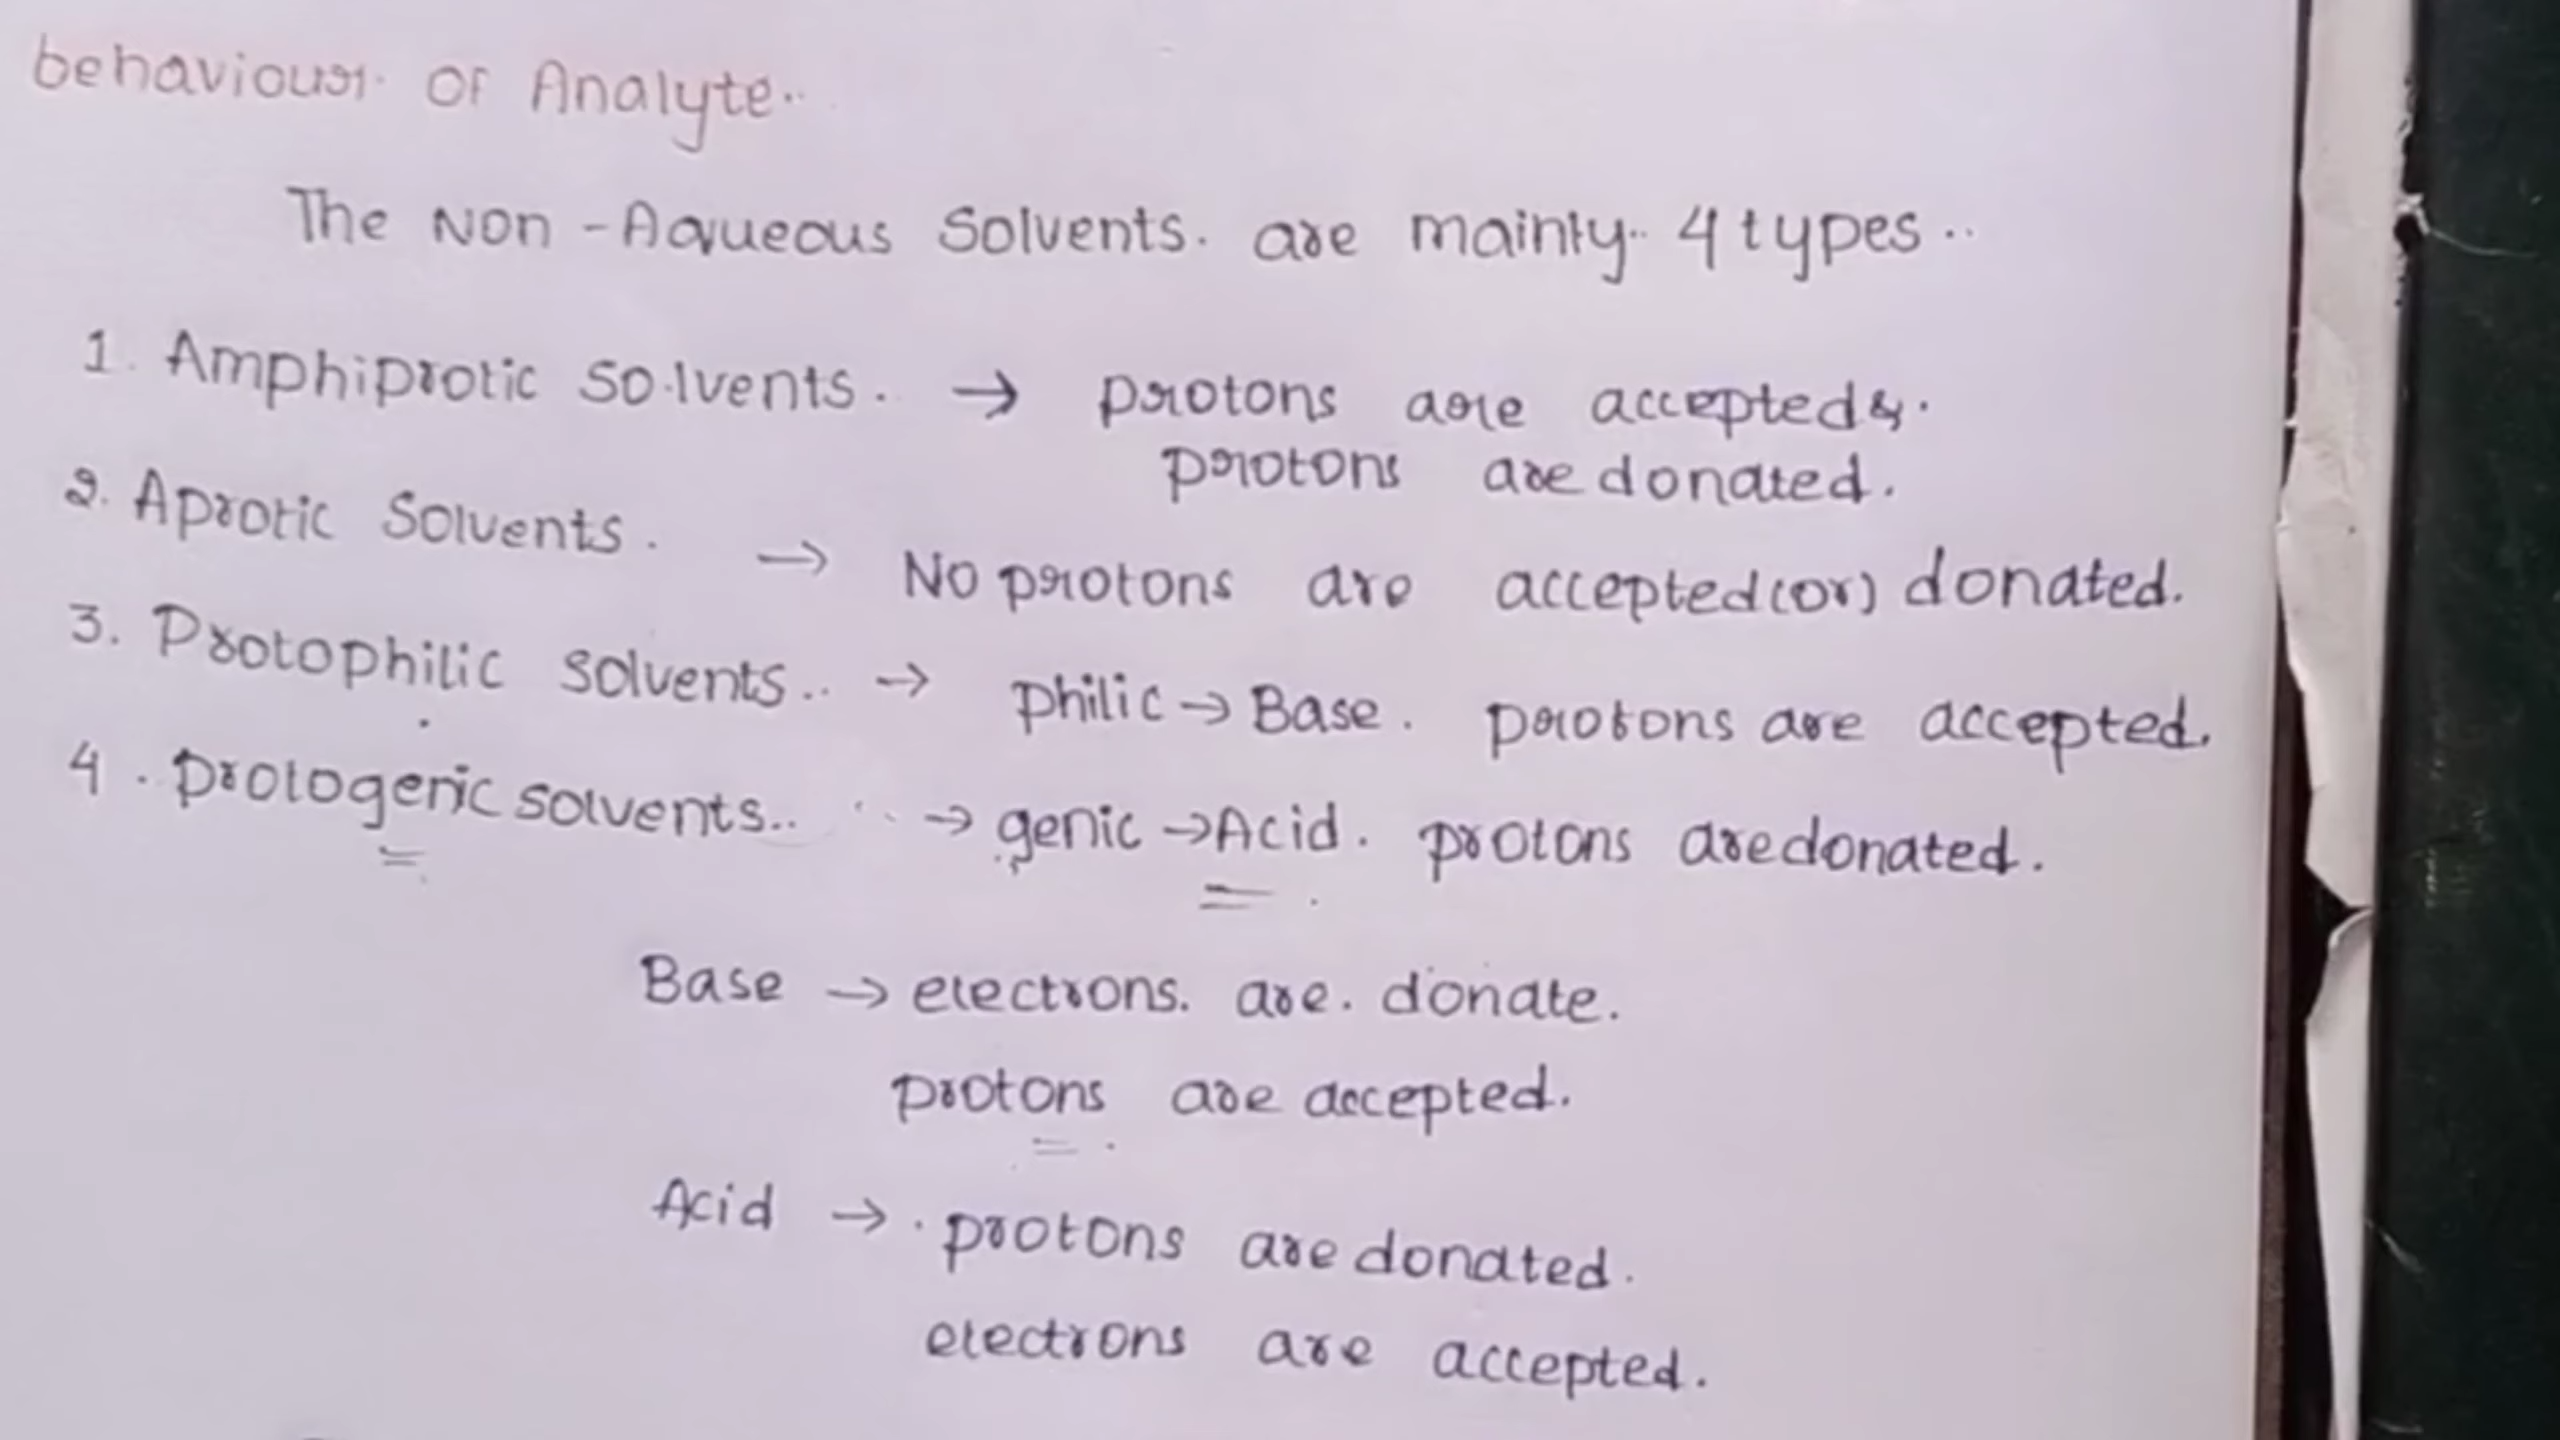 behaviour of Analyte..
The Non-Aqueous Solvents. are mainly.. 4 types..
1. Amphiprotic Solvents. → protons are accepted &.
protons are donated.
2. Aprotic Solvents. → No protons are accepted (or) donated.
3. Protophilic solvents.. → philic → Base. protons are accepted.
4. Protogenic solvents.. → genic → Acid. protons are donated.
Base → electrons. are. donate.
protons are accepted.
Acid → protons are donated.
electrons are accepted.